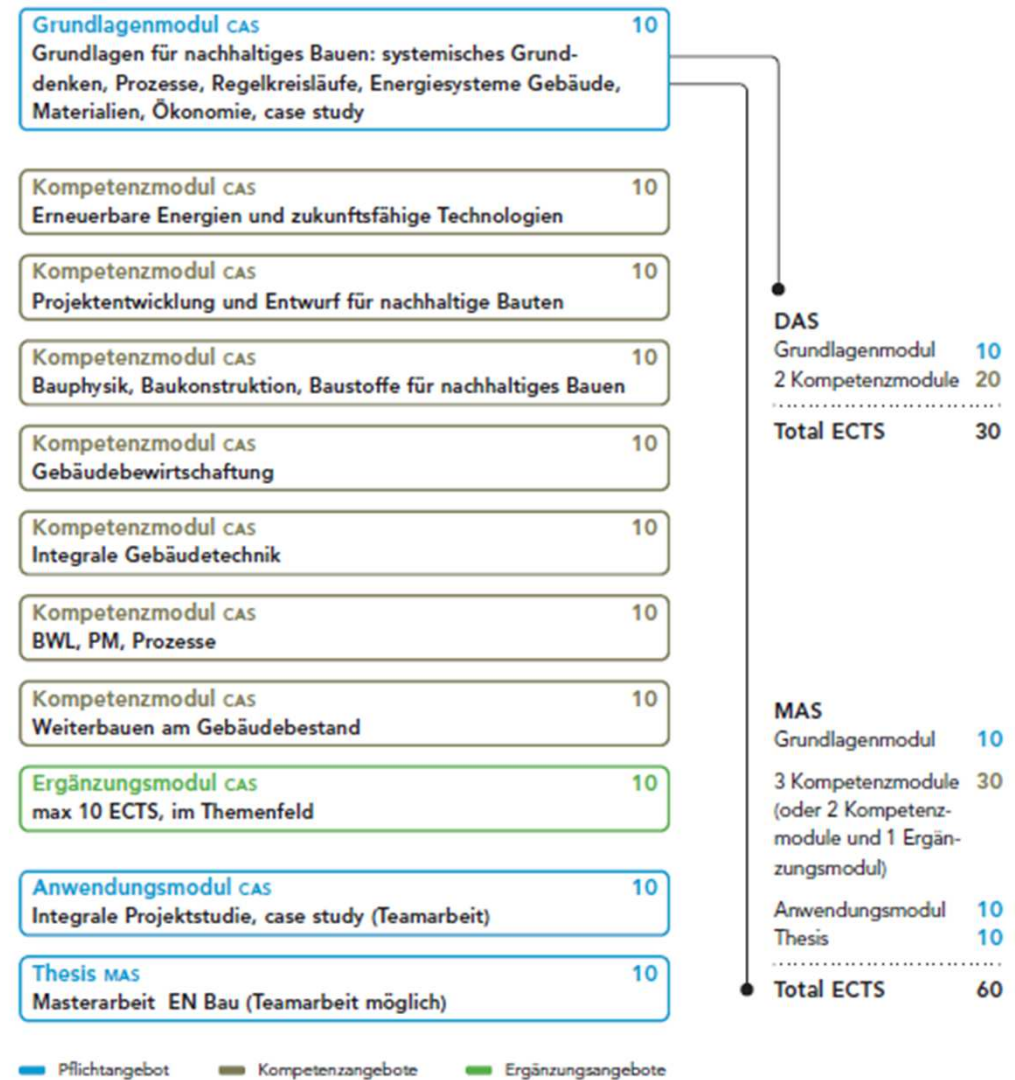 Grundlagenmodul CAS 10
Grundlagen für nachhaltiges Bauen: systemisches Grund-
denken, Prozesse, Regelkreisläufe, Energiesysteme Gebäude,
Materialien, Ökonomie, case study
Kompetenzmodul CAS 10
Erneuerbare Energien und zukunftsfähige Technologien
Kompetenzmodul CAS 10
Projektentwicklung und Entwurf für nachhaltige Bauten
Kompetenzmodul CAS 10
Bauphysik, Baukonstruktion, Baustoffe für nachhaltiges Bauen
Kompetenzmodul CAS 10
Gebäudebewirtschaftung
Kompetenzmodul CAS 10
Integrale Gebäudetechnik
Kompetenzmodul CAS 10
BWL, PM, Prozesse
Kompetenzmodul CAS 10
Weiterbauen am Gebäudebestand
Ergänzungsmodul CAS 10
max 10 ECTS, im Themenfeld
Anwendungsmodul CAS 10
Integrale Projektstudie, case study (Teamarbeit)
Thesis MAS 10
Masterarbeit EN Bau (Teamarbeit möglich)
DAS
Grundlagenmodul 10
2 Kompetenzmodule 20
Total ECTS 30
MAS
Grundlagenmodul 10
3 Kompetenzmodule 30
(oder 2 Kompetenz-
module und 1 Ergän-
zungsmodul)
Anwendungsmodul 10
Thesis 10
Total ECTS 60
Pflichtangebot Kompetenzangebote Ergänzungsangebote